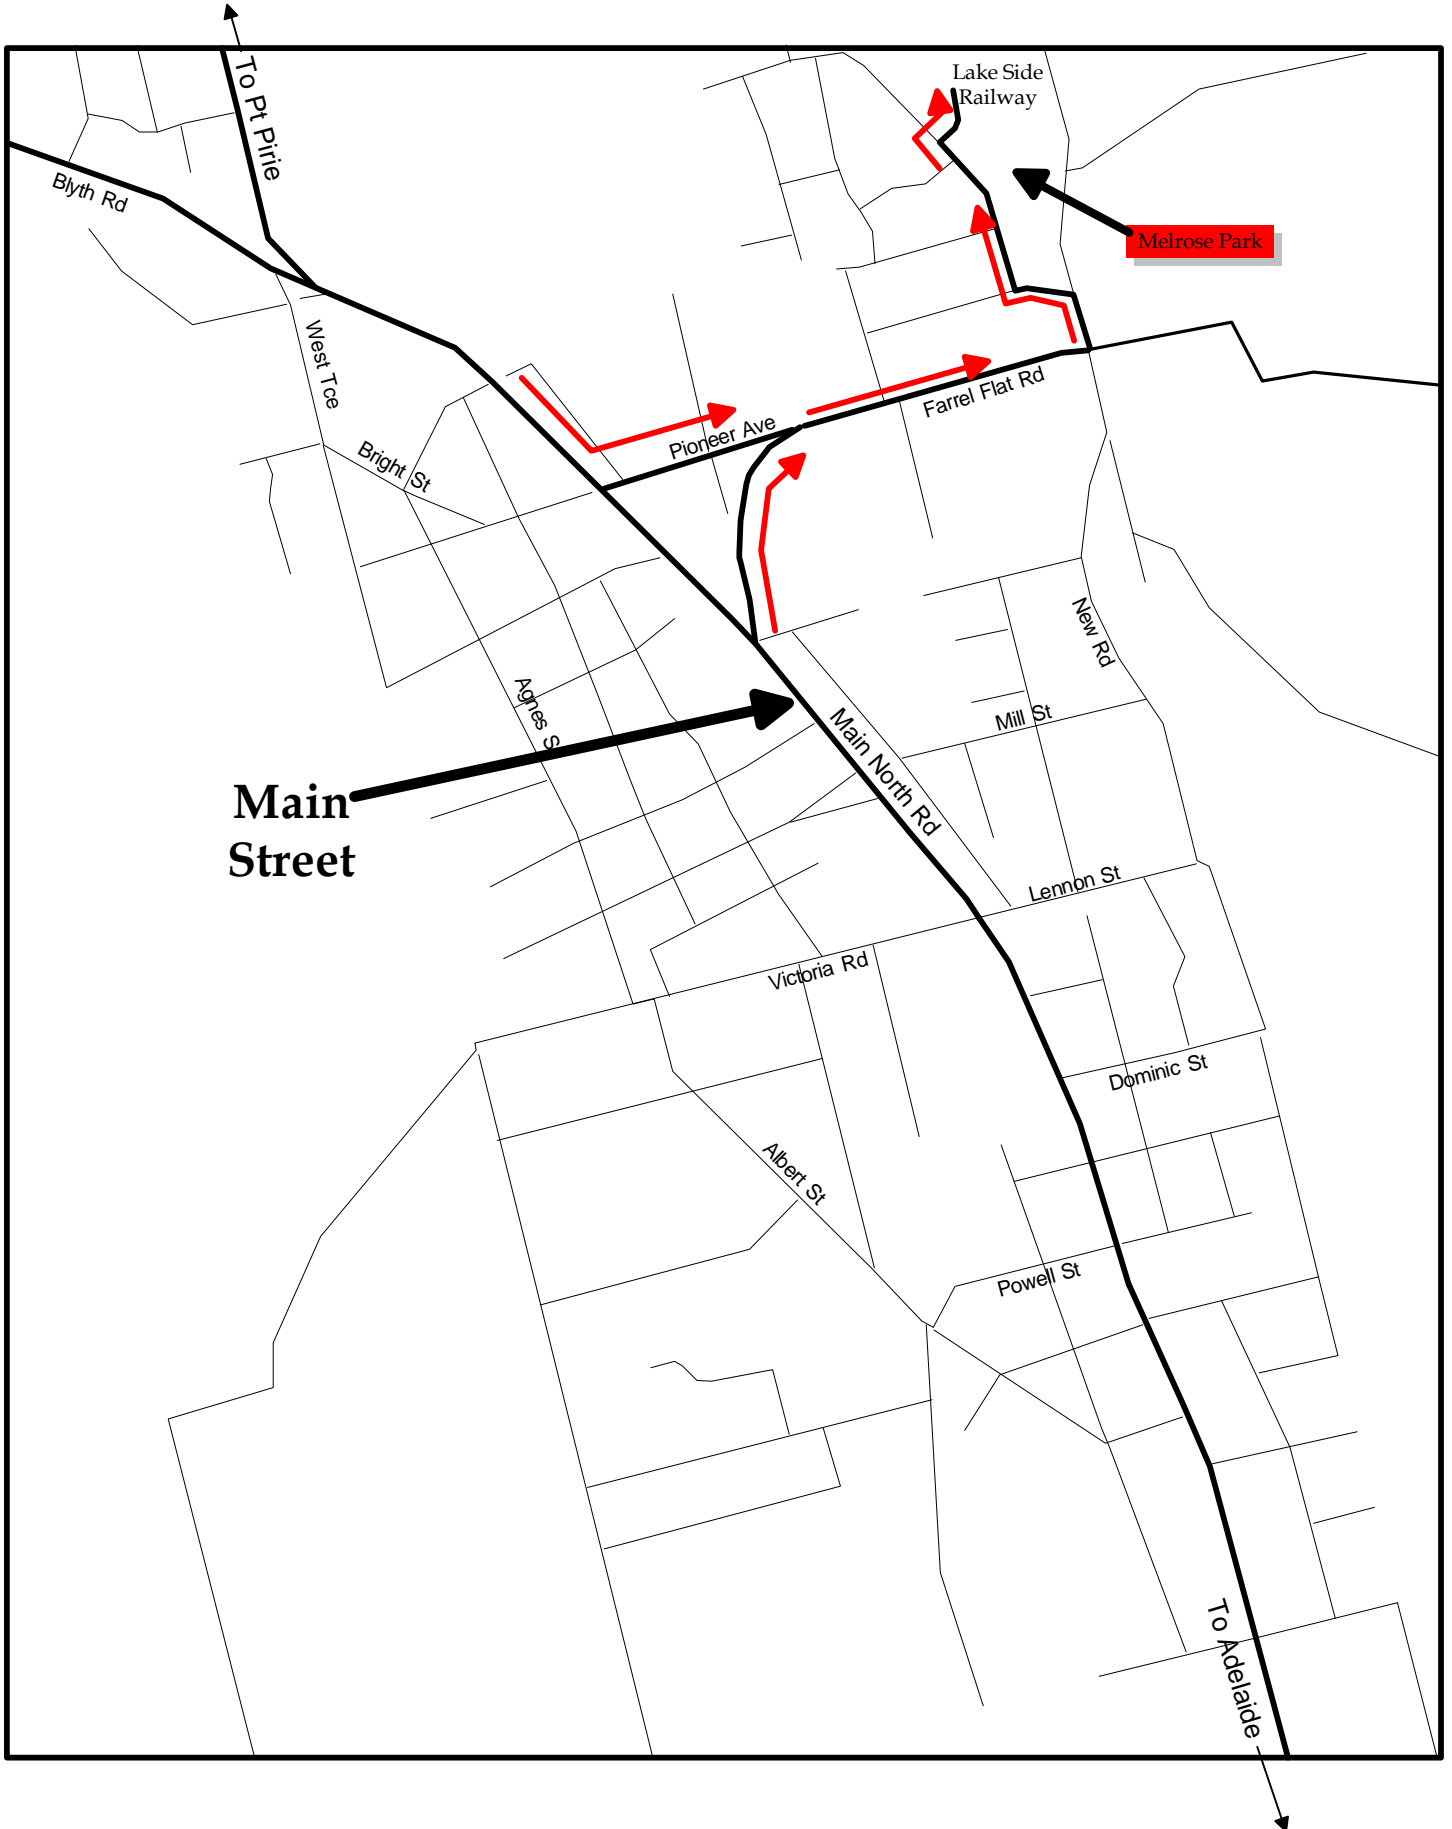 Lake Side
Railway
To Pt Pirie
Blyth Rd
Melrose Park
West Tce
Farrel Flat Rd
Pioneer Ave
Bright St
New Rd
Agnes S
Mill St
Main North Rd
Main
Street
Lennon St
Victoria Rd
Dominic St
Albert St
Powell St
To Adelaide